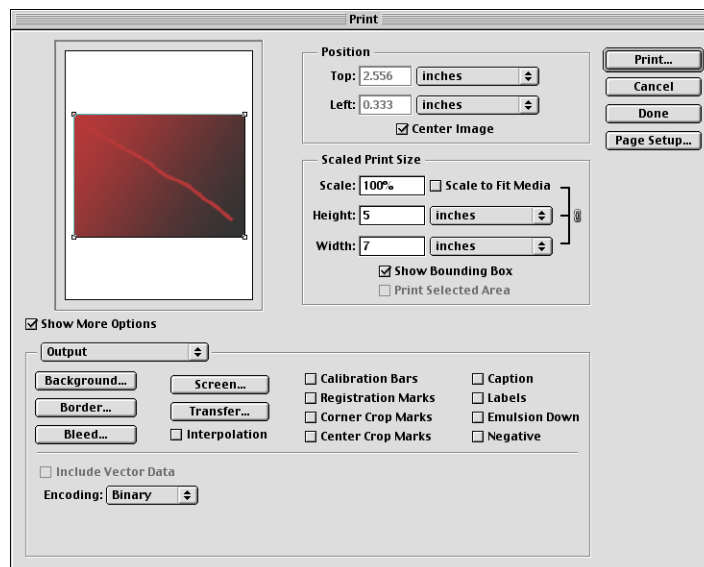 Print
Position
Top: 2.556 inches
Left: 0.333 inches
Center Image
Print...
Cancel
Done
Page Setup...
Scaled Print Size
Scale: 100% Scale to Fit Media
Height: 5 inches
Width: 7 inches
Show Bounding Box
Print Selected Area
Show More Options
Output
Background... Screen... Calibration Bars Caption
Border... Transfer... Registration Marks Labels
Bleed... Interpolation Corner Crop Marks Emulsion Down
Center Crop Marks Negative
Include Vector Data
Encoding: Binary